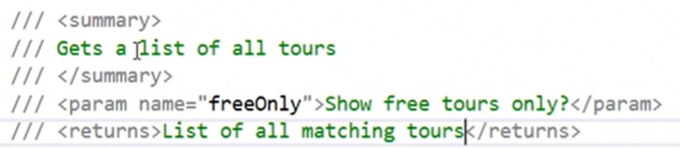 /// <summary>
/// Gets a list of all tours
/// </summary>
/// <param name="freeOnly">Show free tours only?</param>
/// <returns>List of all matching tours</returns>